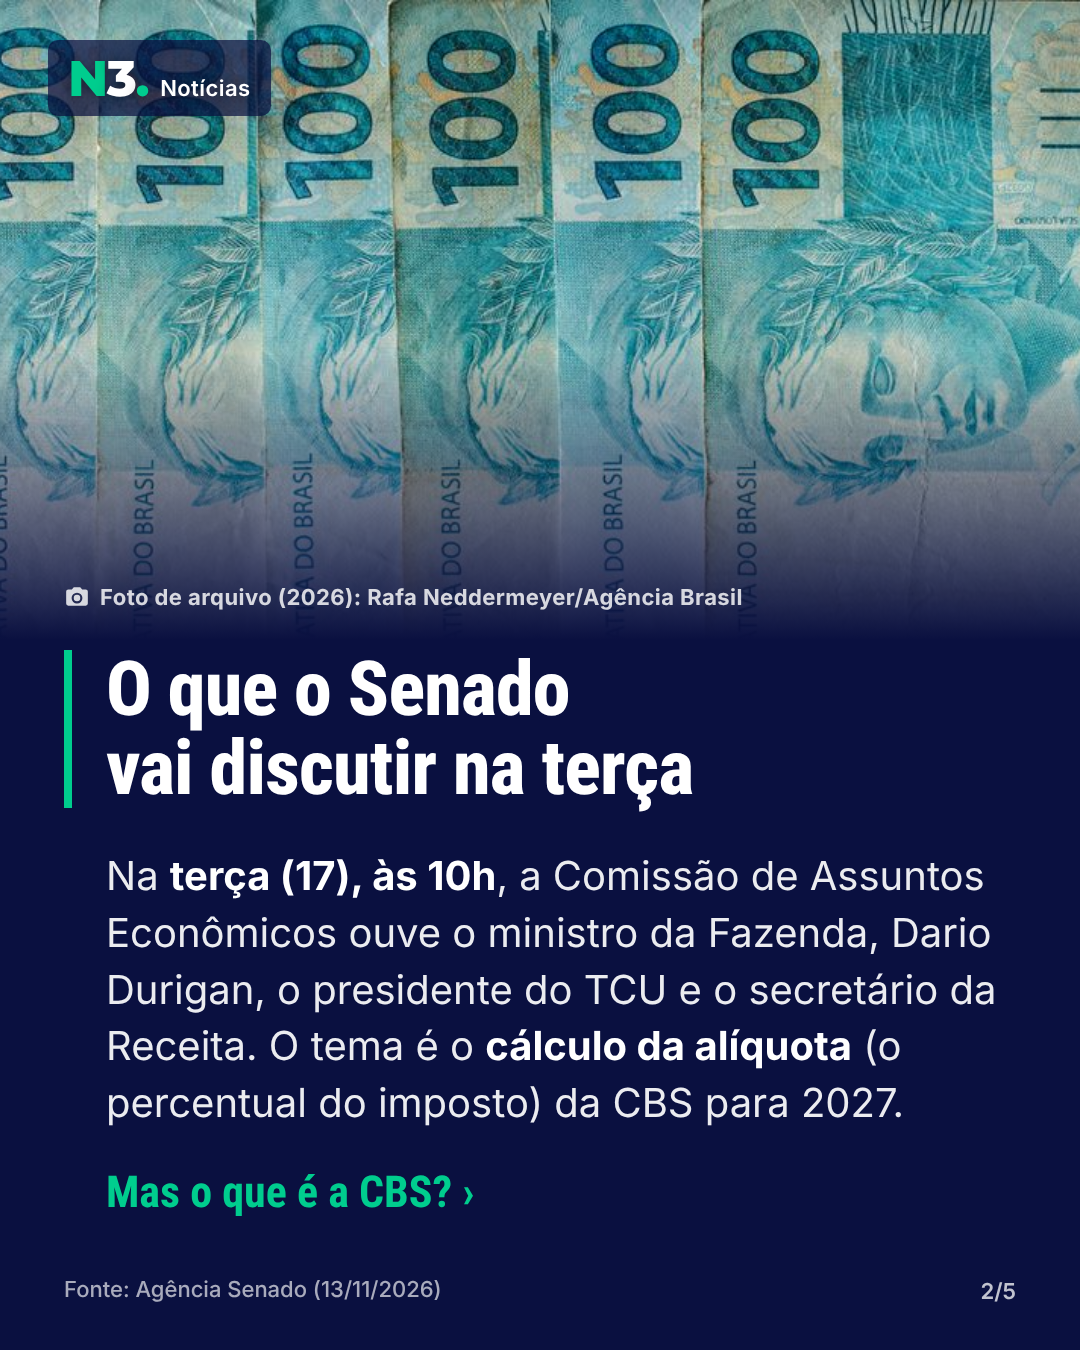 N3. Notícias
100 100 100 100 100 100
DO BRASIL DO BRASIL DO BRASIL DO BRASIL DO BRASIL
Foto de arquivo (2026): Rafa Neddermeyer/Agência Brasil
O que o Senado
vai discutir na terça
Na terça (17), às 10h, a Comissão de Assuntos
Econômicos ouve o ministro da Fazenda, Dario
Durigan, o presidente do TCU e o secretário da
Receita. O tema é o cálculo da alíquota (o
percentual do imposto) da CBS para 2027.
Mas o que é a CBS? ›
Fonte: Agência Senado (13/11/2026)
2/5